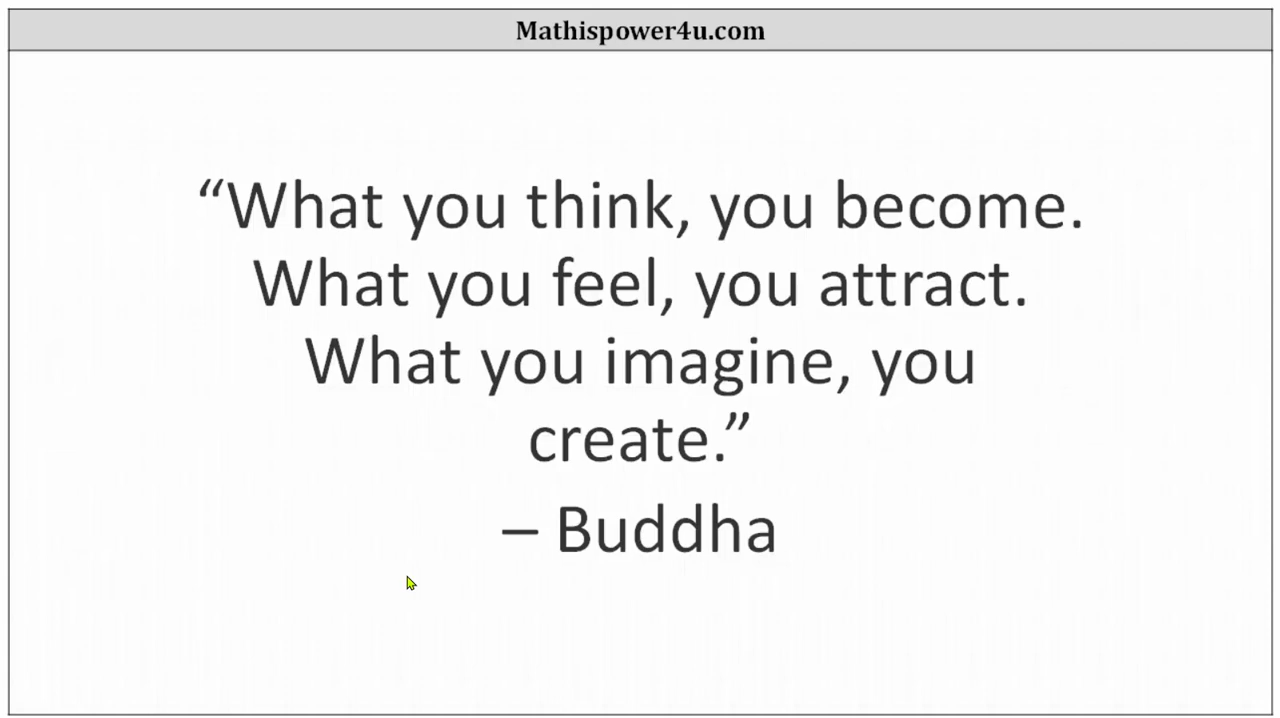 Mathispower4u.com
“What you think, you become.
What you feel, you attract.
What you imagine, you
create.”
– Buddha